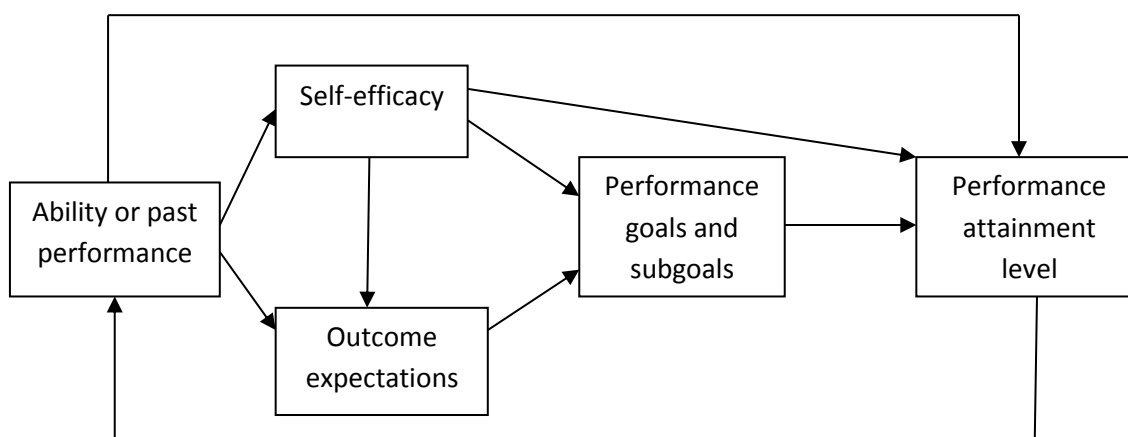 Self-efficacy
Ability or past
performance
Outcome
expectations
Performance
goals and
subgoals
Performance
attainment
level